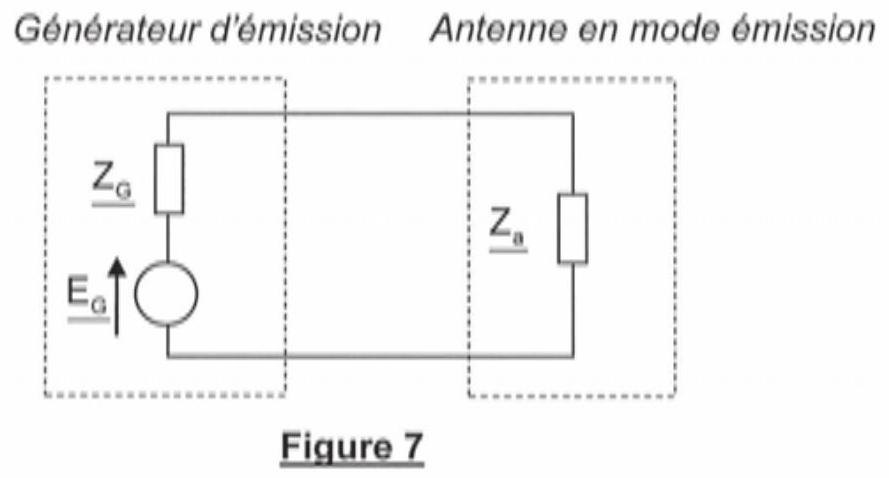 Générateur d'émission Antenne en mode émission
Z_G
Z_a
E_G
Figure 7